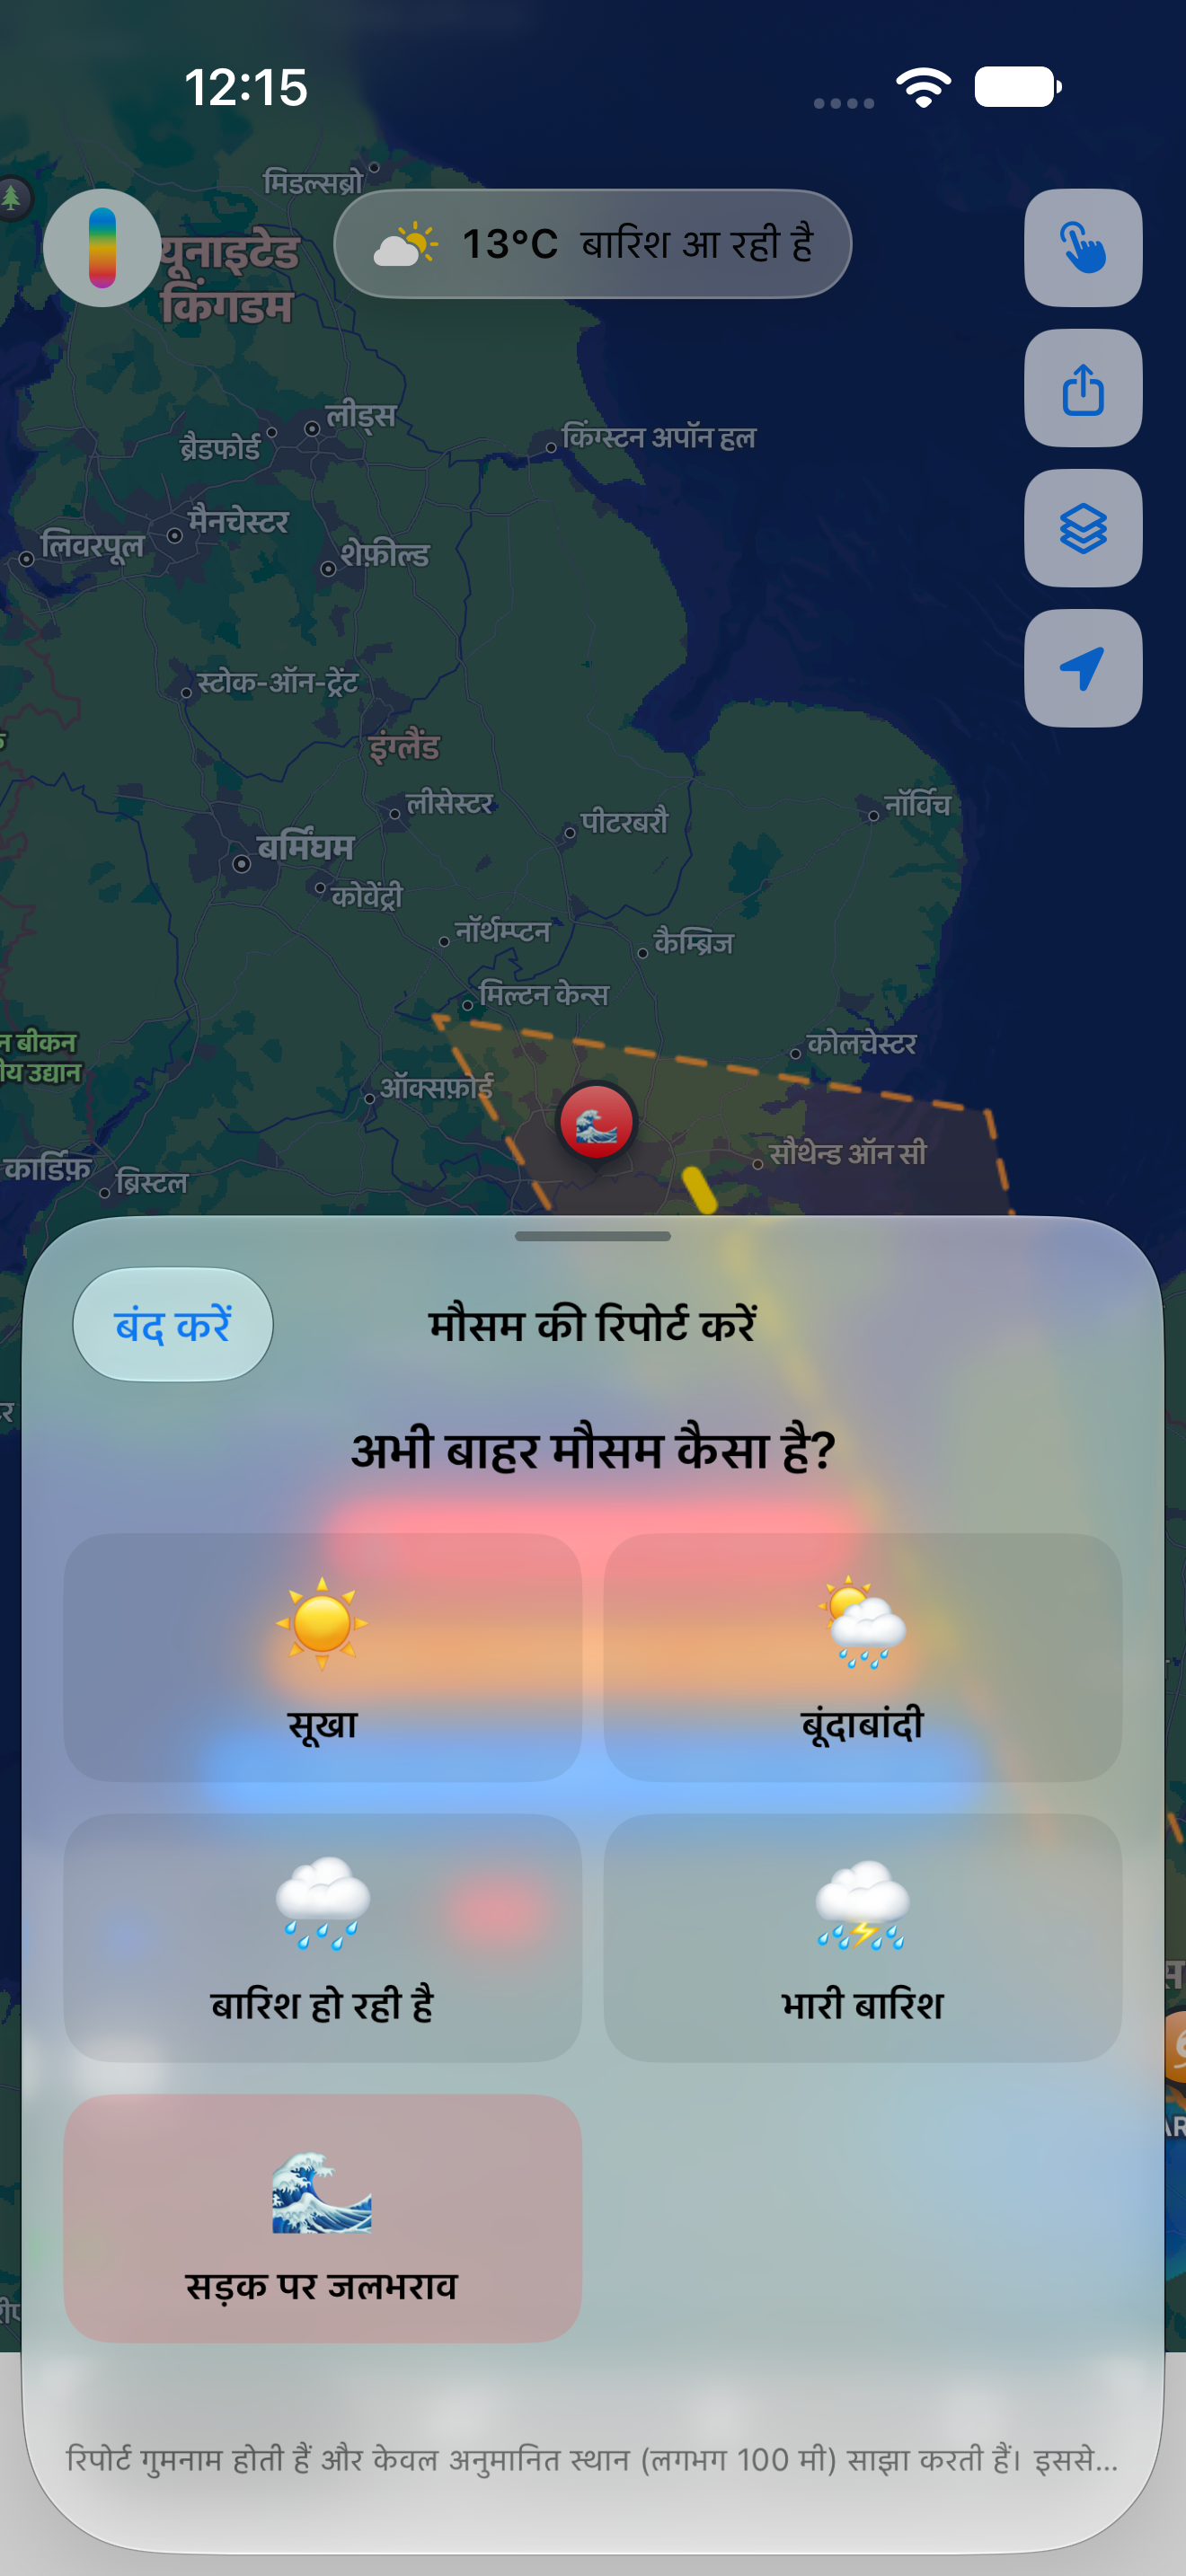 12:15
मिडल्सब्रो
13°C बारिश आ रही है
यूनाइटेड
किंगडम
लीड्स
किंग्स्टन अपॉन हल
ब्रैडफोर्ड
मैनचेस्टर
लिवरपूल
शेफ़ील्ड
स्टोक-ऑन-ट्रेंट
इंग्लैंड
लीसेस्टर
नॉर्विच
पीटरबरौ
बर्मिंघम
कोवेंट्री
नॉर्थम्प्टन
कैम्ब्रिज
मिल्टन केन्स
न बीकन
ीय उद्यान
कोलचेस्टर
ऑक्सफ़ोर्ड
सौथेन्ड ऑन सी
कार्डिफ़
ब्रिस्टल
बंद करें
मौसम की रिपोर्ट करें
अभी बाहर मौसम कैसा है?
सूखा
बूंदाबांदी
बारिश हो रही है
भारी बारिश
सड़क पर जलभराव
रिपोर्ट गुमनाम होती हैं और केवल अनुमानित स्थान (लगभग 100 मी) साझा करती हैं। इससे...